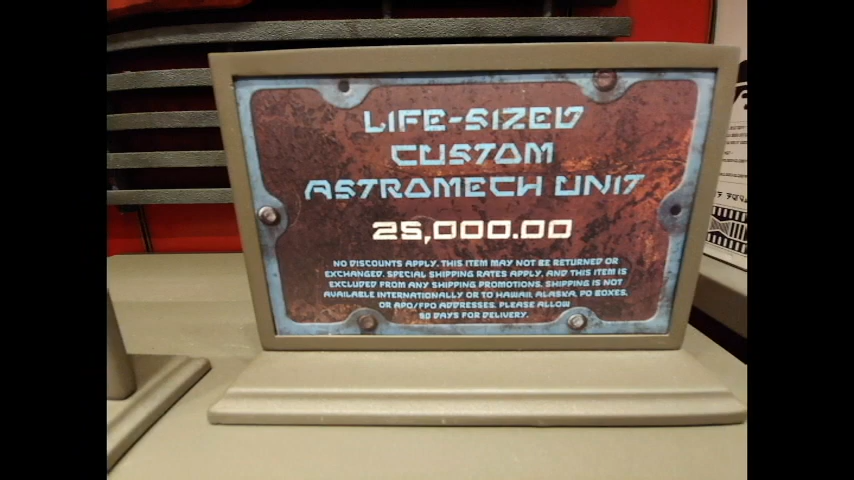 LIFE-SIZED
CUSTOM
ASTROMECH UNIT
25,000.00
NO DISCOUNTS APPLY. THIS ITEM MAY NOT BE RETURNED OR
EXCHANGED. SPECIAL SHIPPING RATES APPLY, AND THIS ITEM IS
EXCLUDED FROM ANY SHIPPING PROMOTIONS. SHIPPING IS NOT
AVAILABLE INTERNATIONALLY OR TO HAWAII, ALASKA, PO BOXES,
OR APO/FPO ADDRESSES. PLEASE ALLOW
90 DAYS FOR DELIVERY.